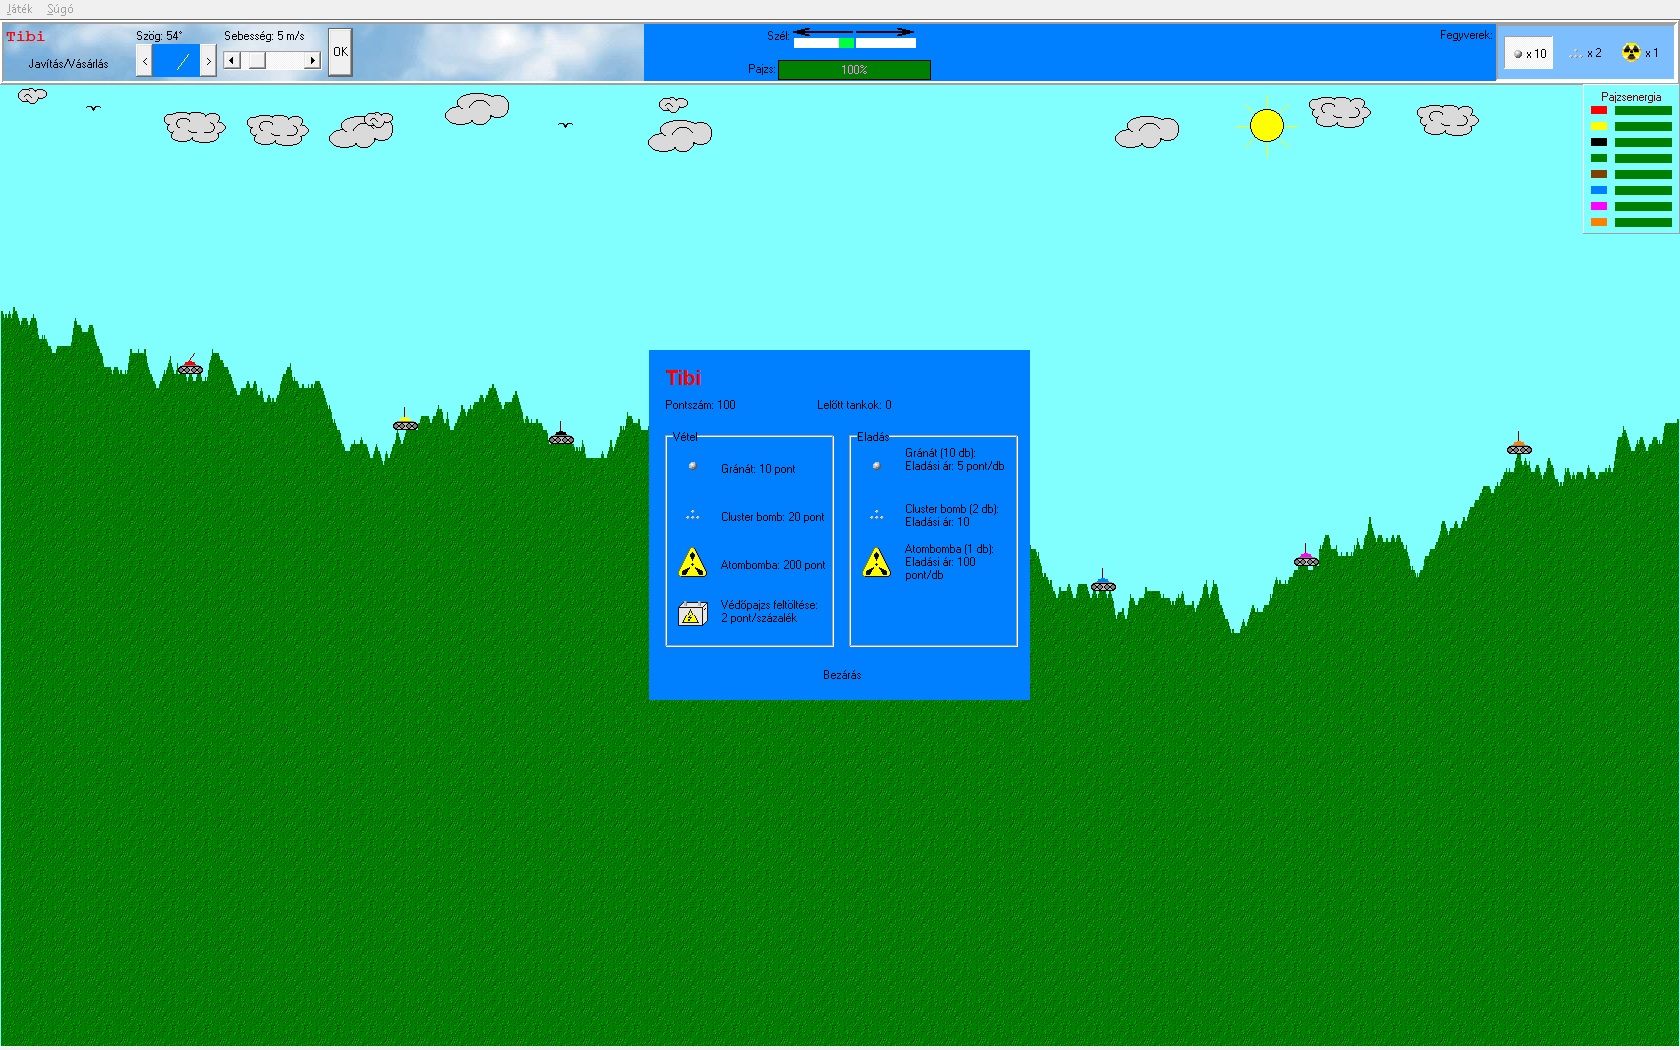 Játék Súgó
Tibi
Javítás/Vásárlás
Szög: 54°
< >
Sebesség: 5 m/s
OK
Szél:
Pajzs: 100%
Fegyverek:
x 10 x 2 x 1
Pajzsenergia
Tibi
Pontszám: 100 Lelőtt tankok: 0
Vétel
Gránát: 10 pont
Cluster bomb: 20 pont
Atombomba: 200 pont
Védőpajzs feltöltése:
2 pont/százalék
Eladás
Gránát (10 db):
Eladási ár: 5 pont/db
Cluster bomb (2 db):
Eladási ár: 10
Atombomba (1 db):
Eladási ár: 100
pont/db
Bezárás